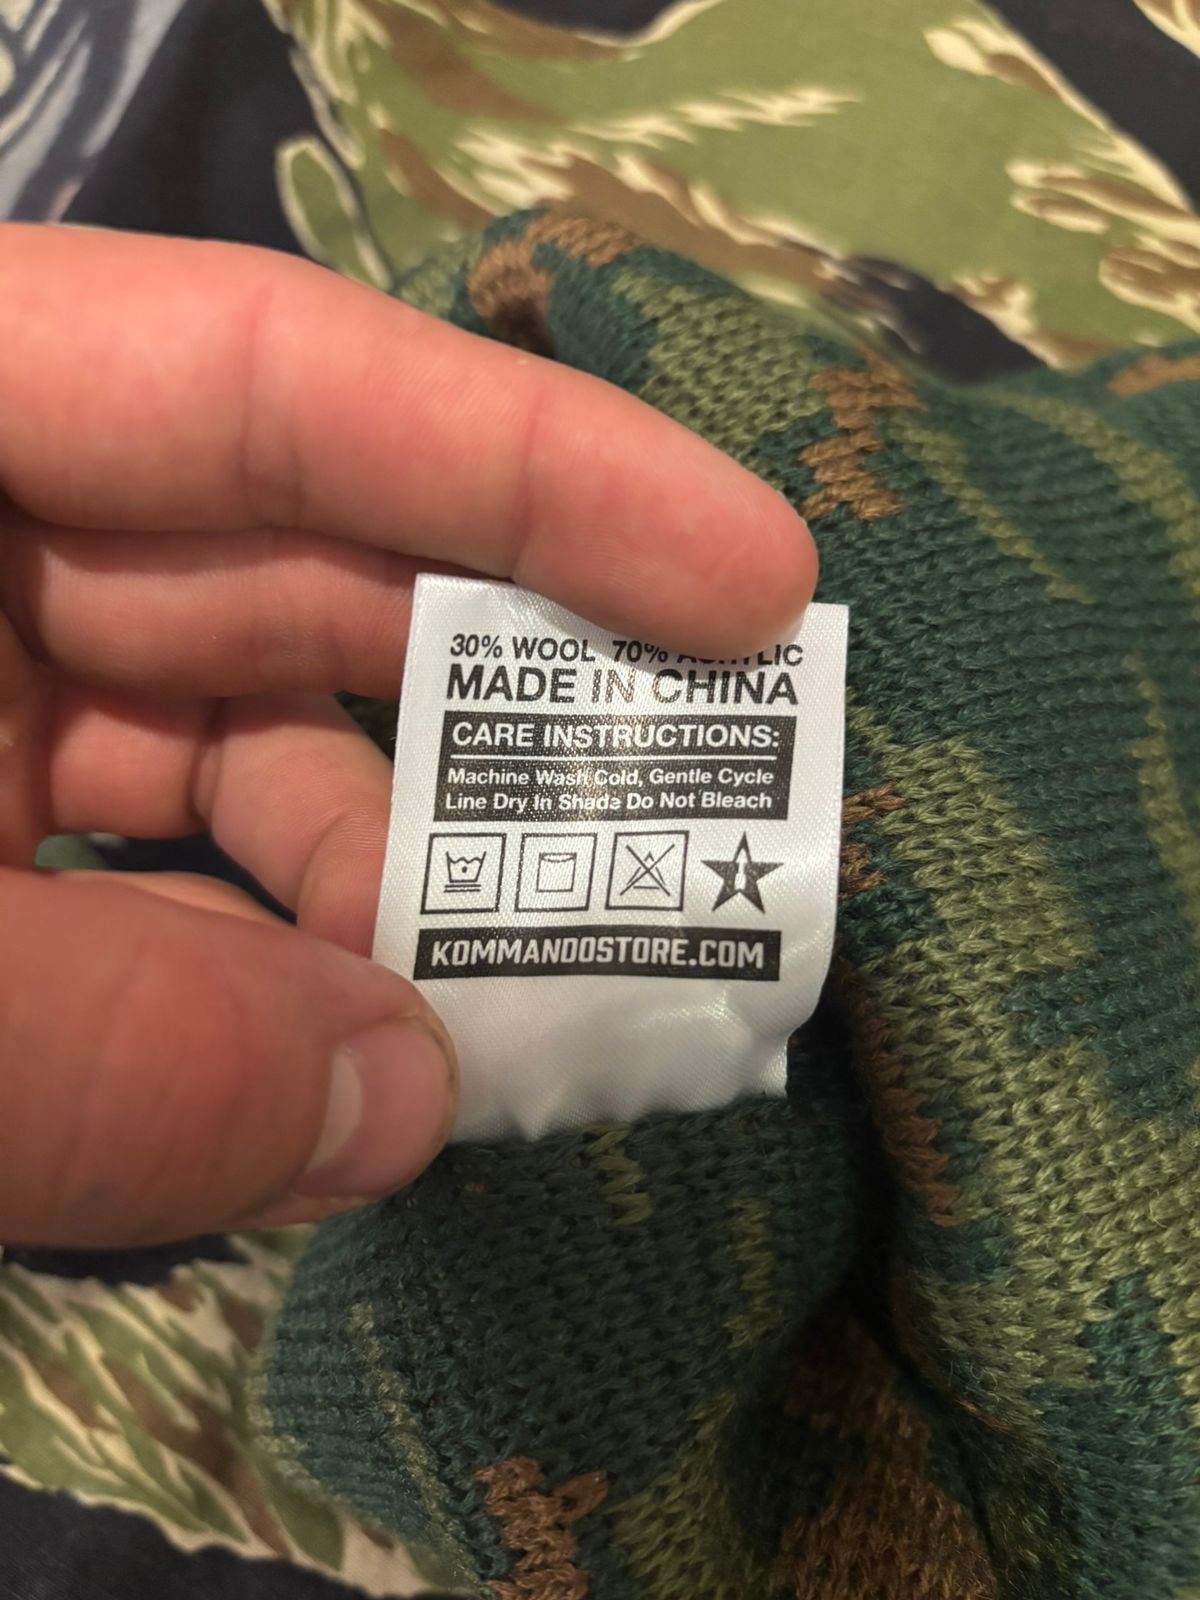 30% WOOL 70% ACRYLIC
MADE IN CHINA
CARE INSTRUCTIONS:
Machine Wash Cold, Gentle Cycle
Line Dry In Shade Do Not Bleach
KOMMANDOSTORE.COM